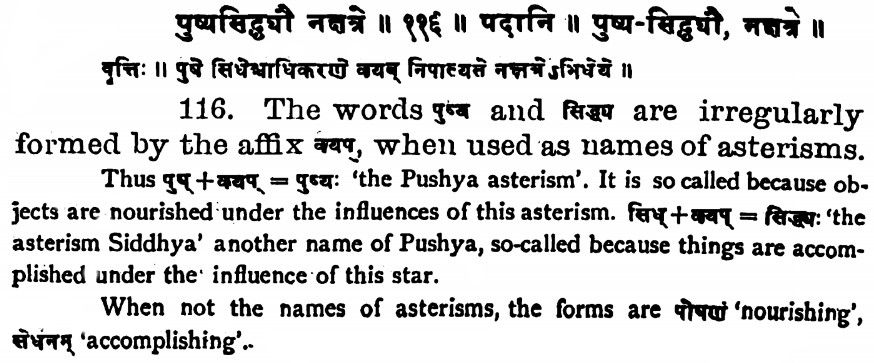 पुष्यसिद्ध्यौ नक्षत्रे ॥ ११६ ॥ पदानि ॥ पुष्य-सिद्ध्यौ, नक्षत्रे ॥
वृत्तिः ॥ पुषे सिधेश्चाधिकरणे क्यप् निपात्यते नक्षत्रेऽभिधेये ॥
116. The words पुष्य and सिद्ध्य are irregularly
formed by the affix क्यप्, when used as names of asterisms.
Thus पुष् + क्यप् = पुष्यः 'the Pushya asterism'. It is so called because ob-
jects are nourished under the influences of this asterism. सिध् + क्यप् = सिद्ध्यः 'the
asterism Siddhya' another name of Pushya, so-called because things are accom-
plished under the influence of this star.
When not the names of asterisms, the forms are पोषणं 'nourishing',
सेधनम् 'accomplishing'.